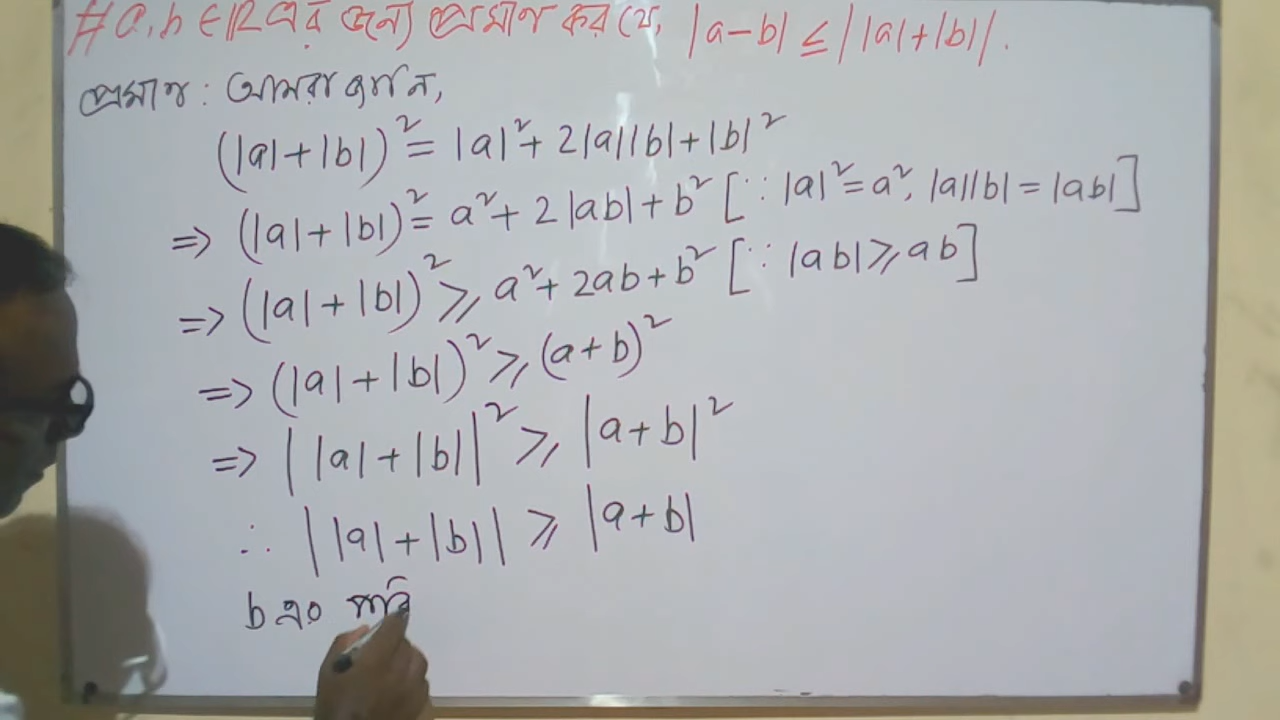 # a, b ∈ IR এর জন্য প্রমাণ কর যে, |a-b| ≤ ||a|+|b||.
প্রমাণ : আমরা জানি,
(|a|+|b|)² = |a|² + 2|a||b| + |b|²
=> (|a|+|b|)² = a² + 2|ab| + b² [∵ |a|² = a², |a||b| = |ab|]
=> (|a|+|b|)² ≥ a² + 2ab + b² [∵ |ab| ≥ ab]
=> (|a|+|b|)² ≥ (a+b)²
=> ||a|+|b||² ≥ |a+b|²
∴ ||a|+|b|| ≥ |a+b|
b এর